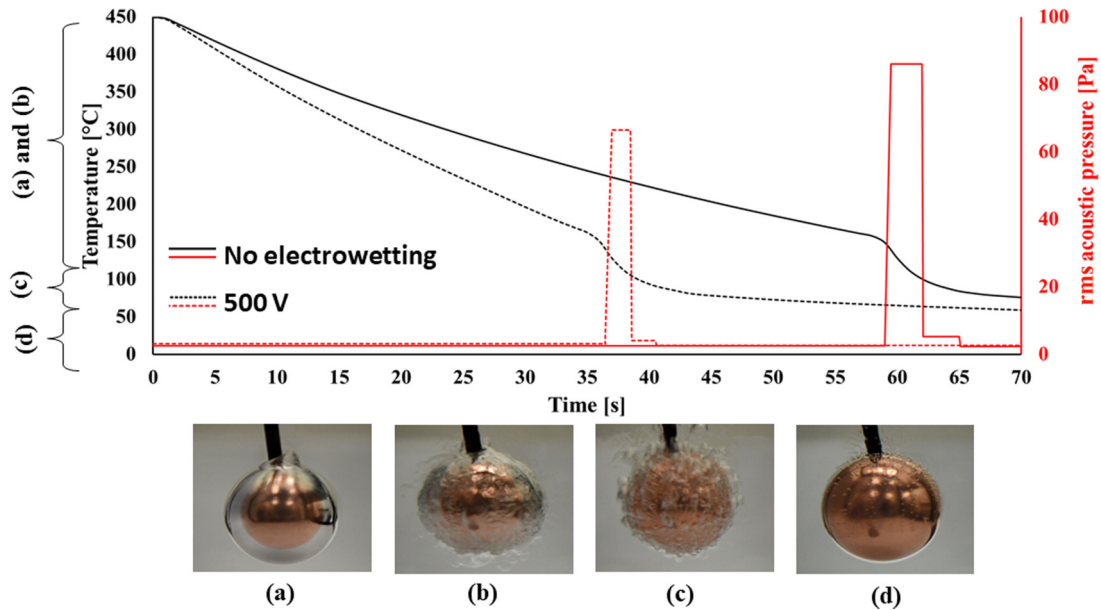 450
400
350
300
250
200
150
100
50
0
Temperature [°C]
(a) and (b)
(c)
(d)
100
80
60
40
20
0
rms acoustic pressure [Pa]
No electrowetting
500 V
0 5 10 15 20 25 30 35 40 45 50 55 60 65 70
Time [s]
(a) (b) (c) (d)